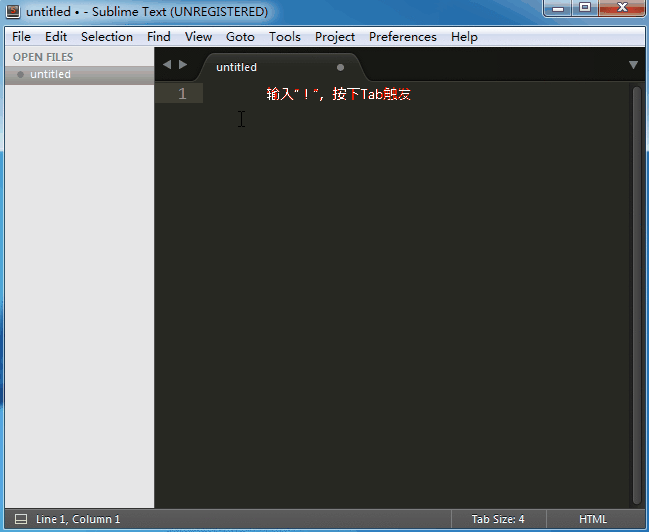 untitled • - Sublime Text (UNREGISTERED)
File Edit Selection Find View Goto Tools Project Preferences Help
OPEN FILES
untitled
untitled
1
输入“！”，按下Tab触发
Line 1, Column 1
Tab Size: 4
HTML